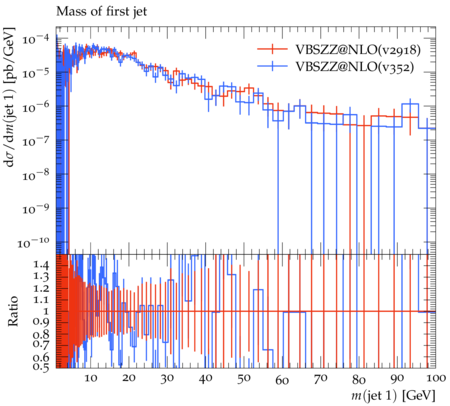 Mass of first jet
dσ/dm(jet 1) [pb/GeV]
10⁻⁴
10⁻⁵
10⁻⁶
10⁻⁷
10⁻⁸
10⁻⁹
10⁻¹⁰
VBSZZ@NLO(v2918)
VBSZZ@NLO(v352)
Ratio
1.4
1.3
1.2
1.1
1
0.9
0.8
0.7
0.6
0.5
10 20 30 40 50 60 70 80 90 100
m(jet 1) [GeV]